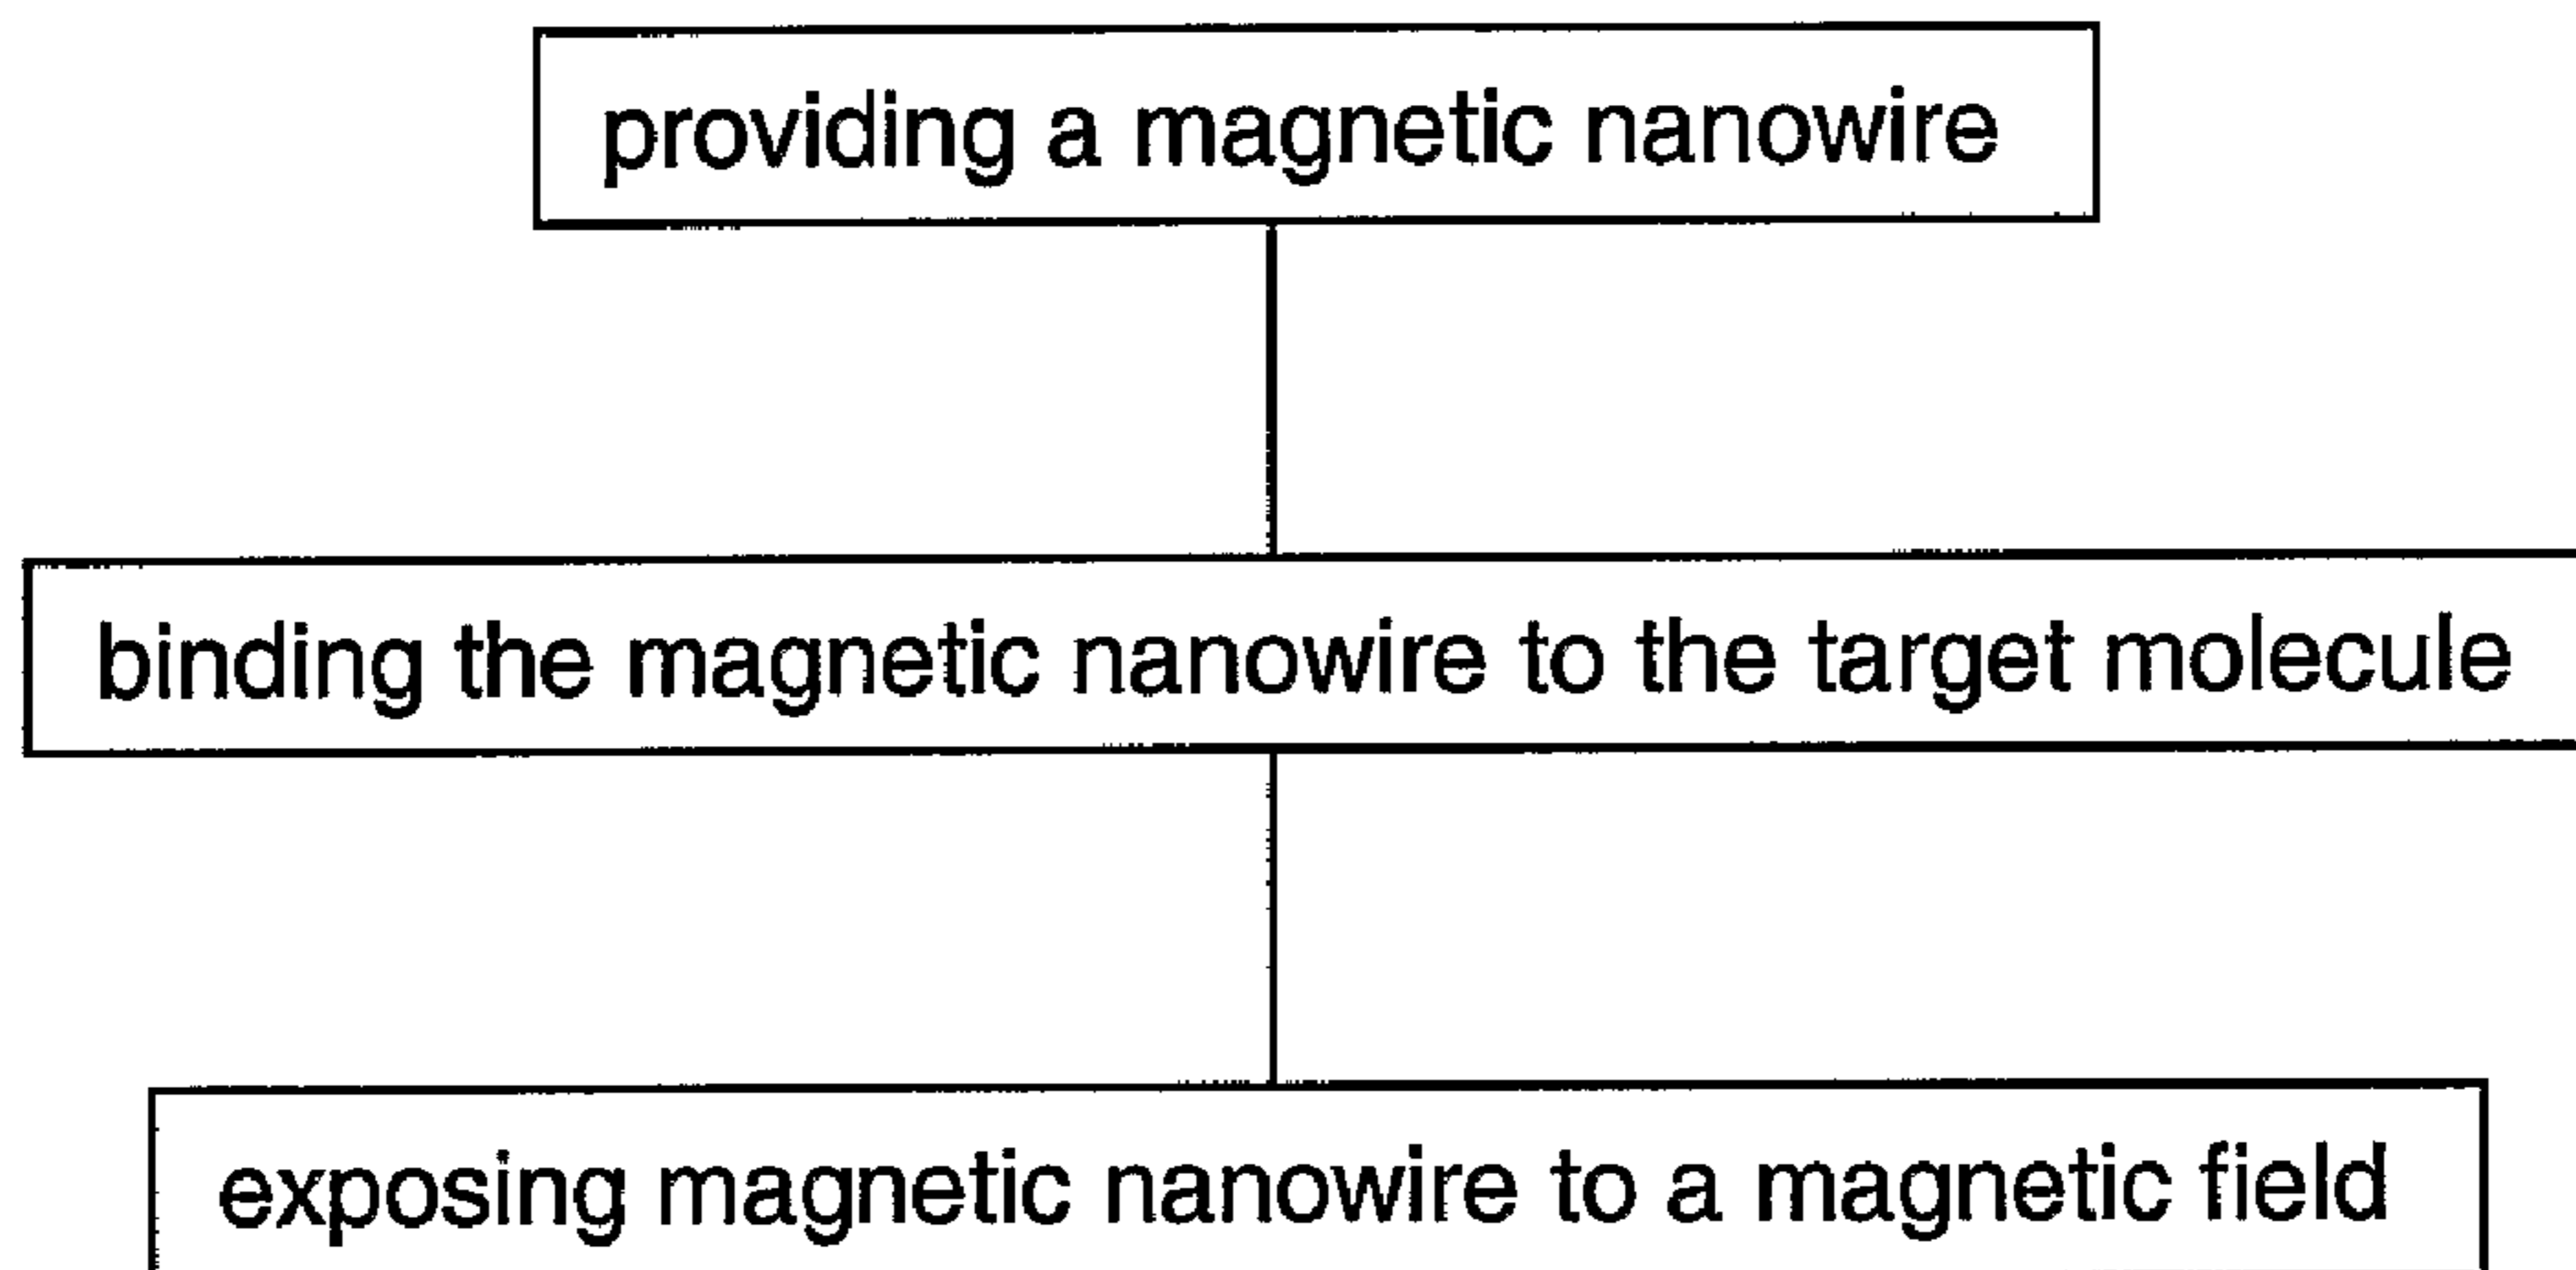 providing a magnetic nanowire
binding the magnetic nanowire to the target molecule
exposing magnetic nanowire to a magnetic field